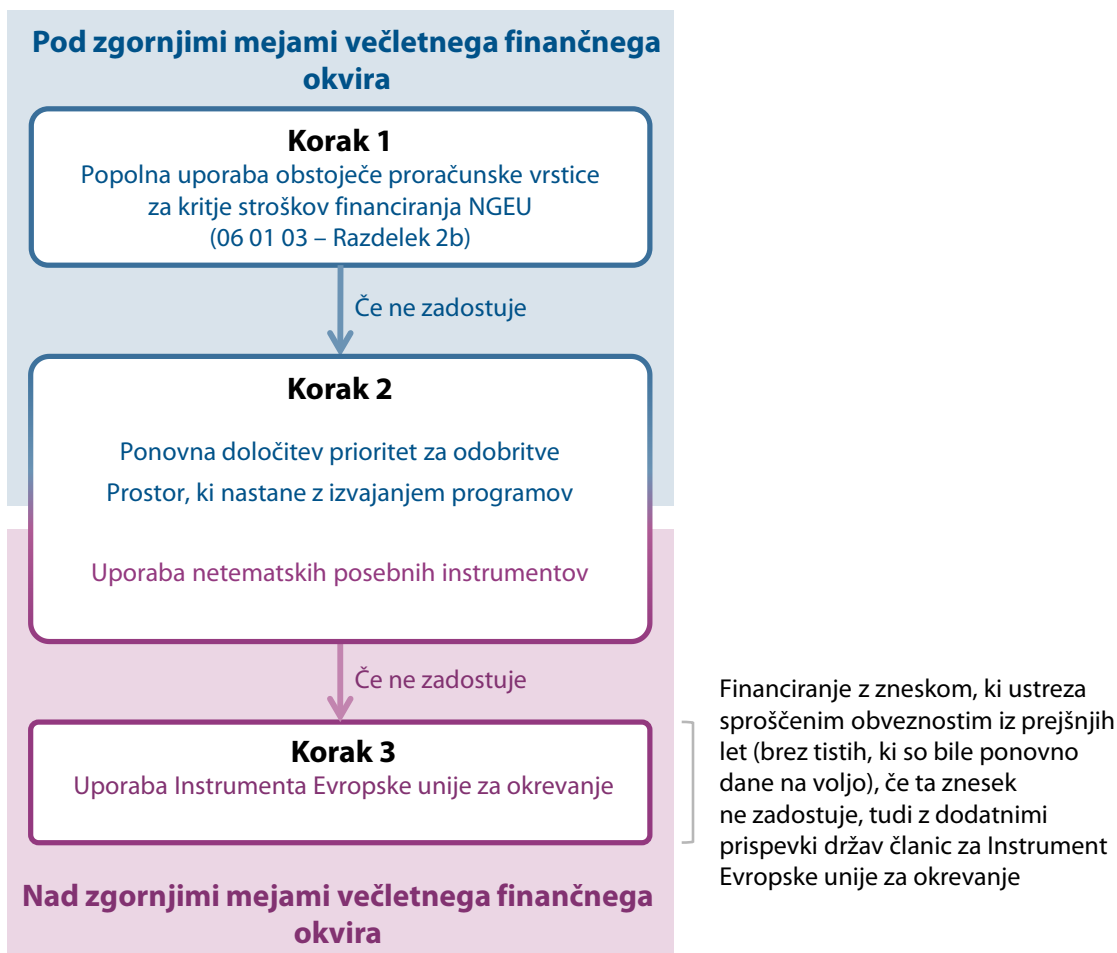 Pod zgornjimi mejami večletnega finančnega
okvira
Korak 1
Popolna uporaba obstoječe proračunske vrstice
za kritje stroškov financiranja NGEU
(06 01 03 – Razdelek 2b)
Če ne zadostuje
Korak 2
Ponovna določitev prioritet za odobritve
Prostor, ki nastane z izvajanjem programov
Uporaba netematskih posebnih instrumentov
Če ne zadostuje
Korak 3
Uporaba Instrumenta Evropske unije za okrevanje
Financiranje z zneskom, ki ustreza
sproščenim obveznostim iz prejšnjih
let (brez tistih, ki so bile ponovno
dane na voljo), če ta znesek
ne zadostuje, tudi z dodatnimi
prispevki držav članic za Instrument
Evropske unije za okrevanje
Nad zgornjimi mejami večletnega finančnega
okvira